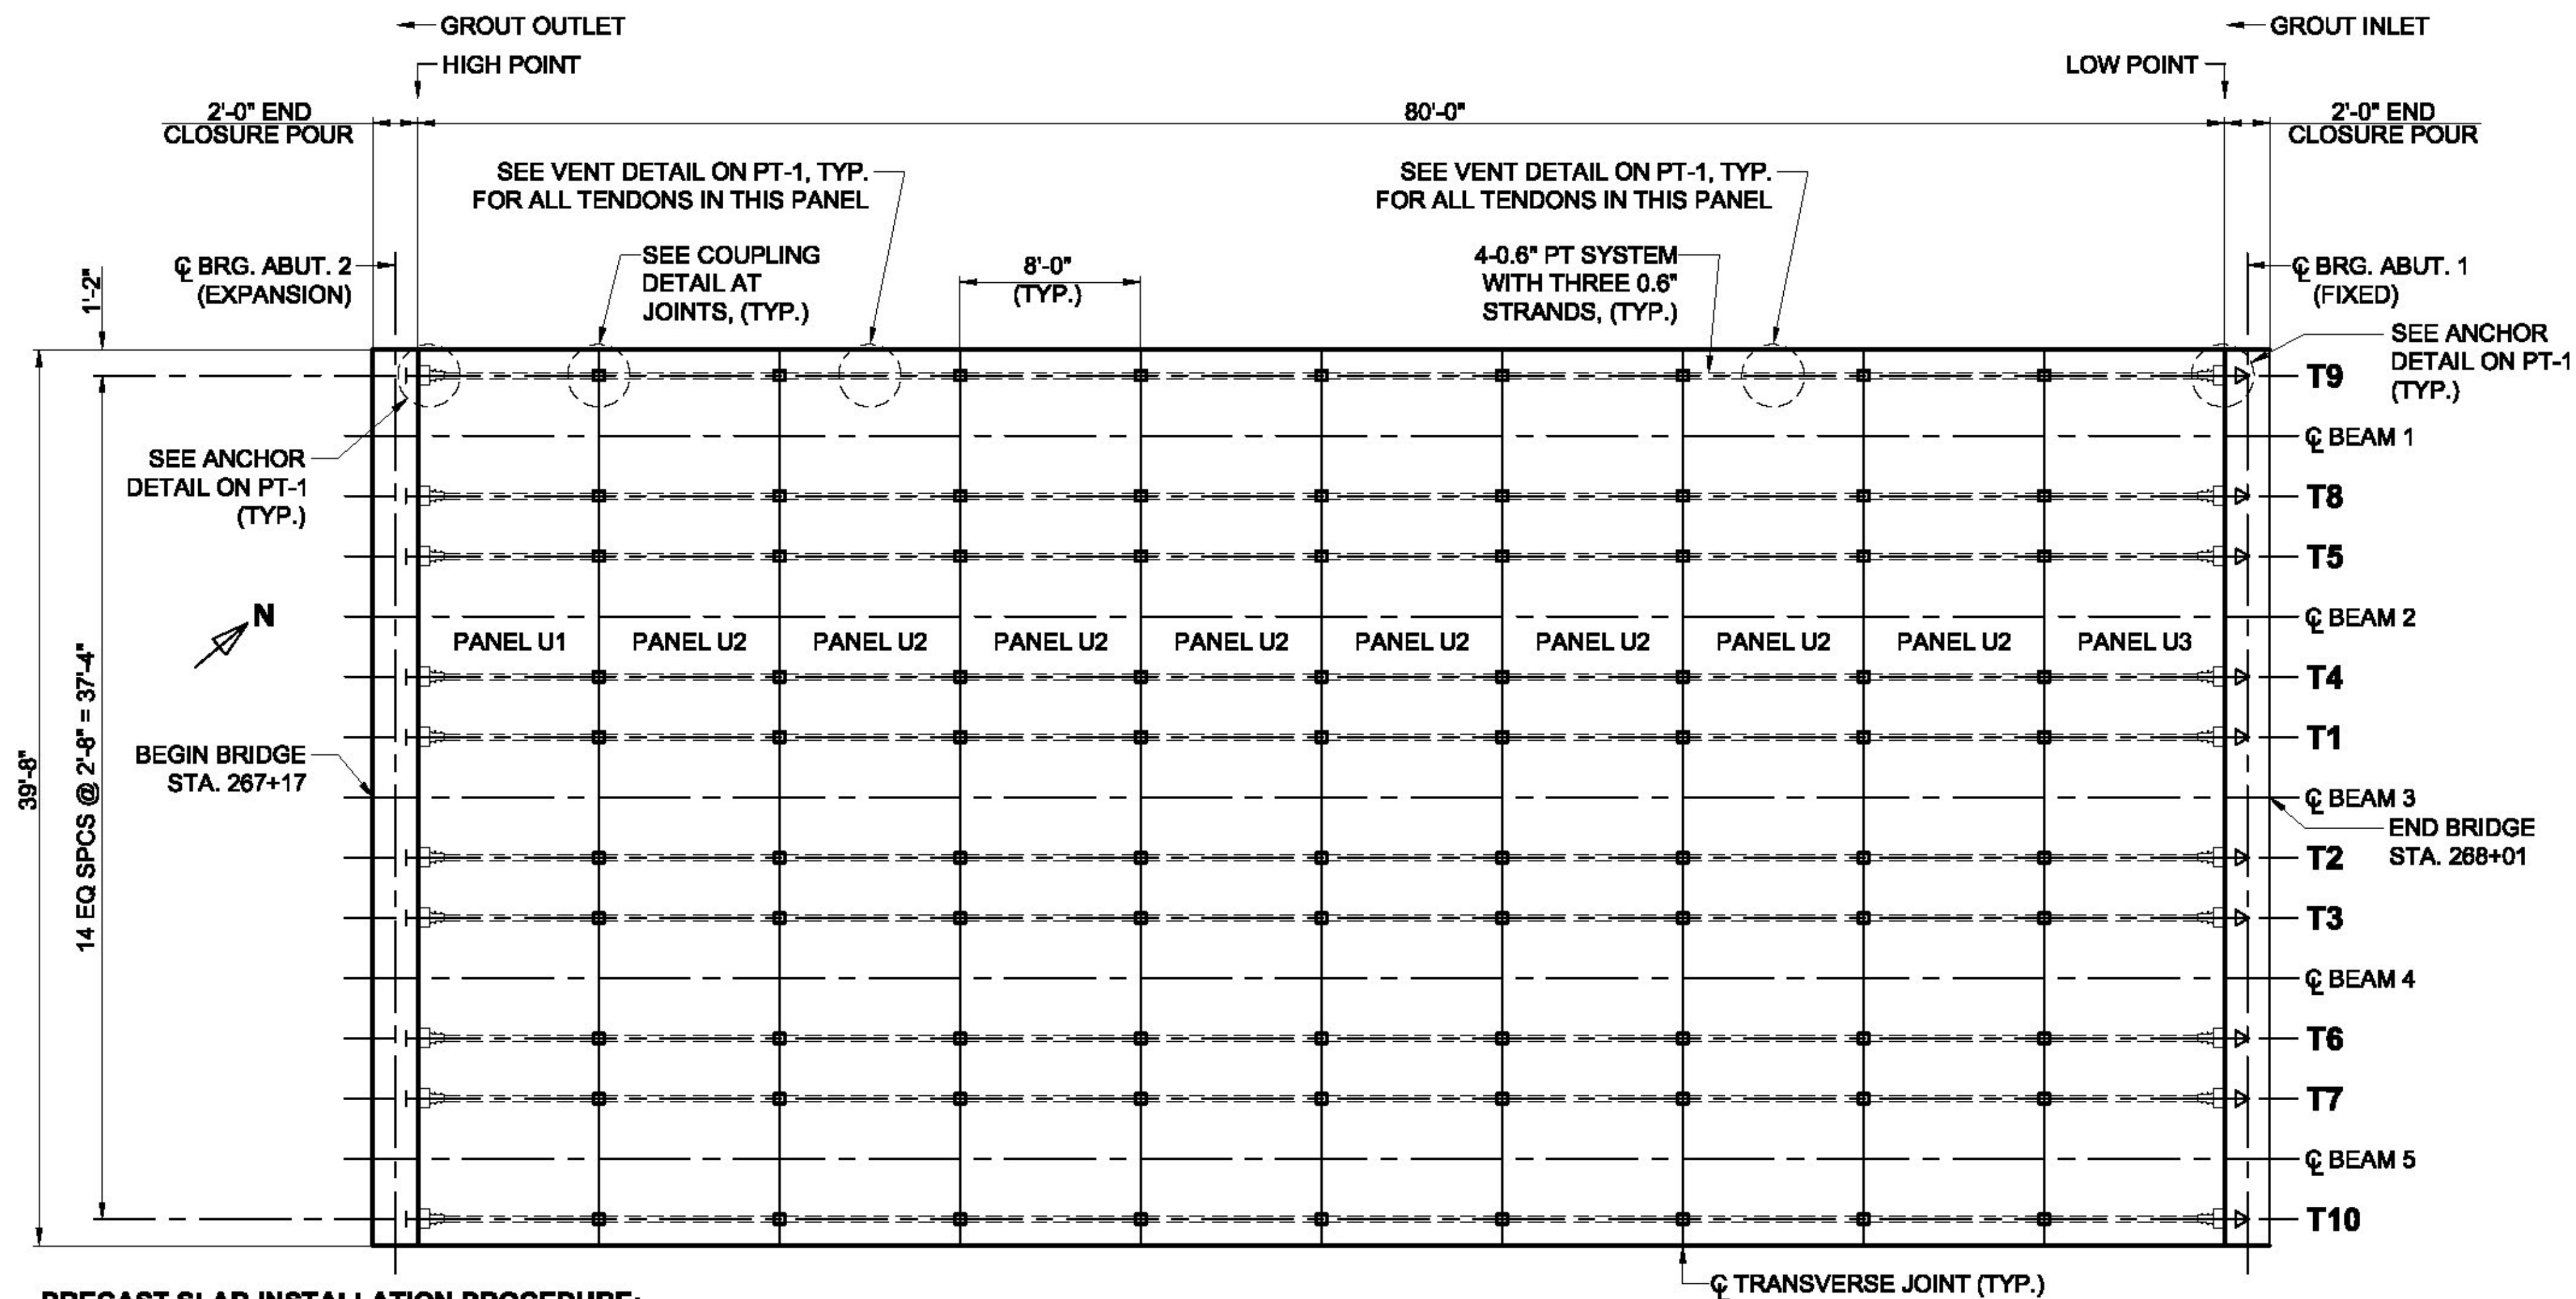 GROUT OUTLET
GROUT INLET
HIGH POINT
LOW POINT
2'-0" END
CLOSURE POUR
80'-0"
2'-0" END
CLOSURE POUR
SEE VENT DETAIL ON PT-1, TYP.
FOR ALL TENDONS IN THIS PANEL
SEE VENT DETAIL ON PT-1, TYP.
FOR ALL TENDONS IN THIS PANEL
1'-2"
℄ BRG. ABUT. 2
(EXPANSION)
SEE COUPLING
DETAIL AT
JOINTS, (TYP.)
8'-0"
(TYP.)
4-0.6" PT SYSTEM
WITH THREE 0.6"
STRANDS, (TYP.)
℄ BRG. ABUT. 1
(FIXED)
SEE ANCHOR
DETAIL ON PT-1
(TYP.)
T9
℄ BEAM 1
SEE ANCHOR
DETAIL ON PT-1
(TYP.)
T8
T5
℄ BEAM 2
N
PANEL U1
PANEL U2
PANEL U2
PANEL U2
PANEL U2
PANEL U2
PANEL U2
PANEL U2
PANEL U2
PANEL U3
T4
T1
39'-8"
14 EQ SPCS @ 2'-8" = 37'-4"
BEGIN BRIDGE
STA. 267+17
℄ BEAM 3
END BRIDGE
STA. 268+01
T2
T3
℄ BEAM 4
T6
T7
℄ BEAM 5
T10
℄ TRANSVERSE JOINT (TYP.)
PRECAST SLAB INSTALLATION PROCEDURE: